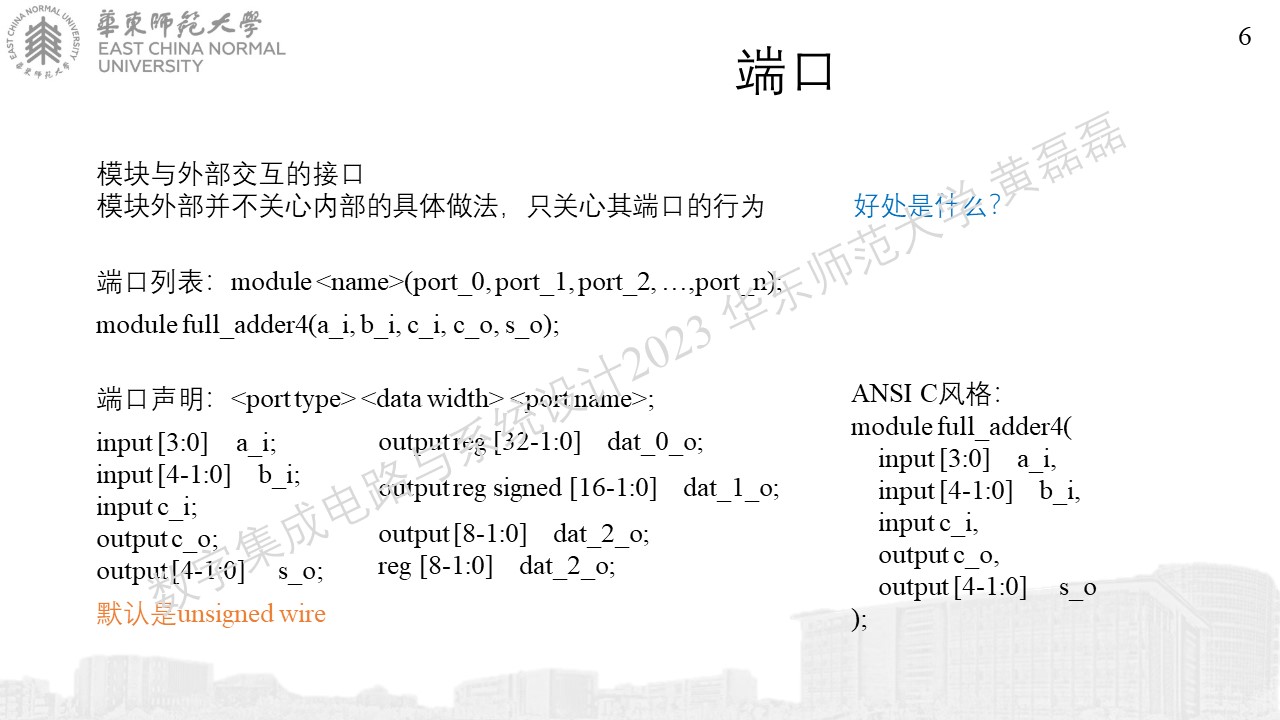 華東師範大學
EAST CHINA NORMAL
UNIVERSITY
6
端口
模块与外部交互的接口
模块外部并不关心内部的具体做法，只关心其端口的行为
好处是什么？
端口列表：module <name>(port_0, port_1, port_2, …,port_n);
module full_adder4(a_i, b_i, c_i, c_o, s_o);
端口声明：<port type> <data width> <port name>;
input [3:0] a_i;
input [4-1:0] b_i;
input c_i;
output c_o;
output [4-1:0] s_o;
默认是unsigned wire
output reg [32-1:0] dat_0_o;
output reg signed [16-1:0] dat_1_o;
output [8-1:0] dat_2_o;
reg [8-1:0] dat_2_o;
ANSI C风格：
module full_adder4(
input [3:0] a_i,
input [4-1:0] b_i,
input c_i,
output c_o,
output [4-1:0] s_o
);
数字集成电路与系统设计2023 华东师范大学 黄磊磊